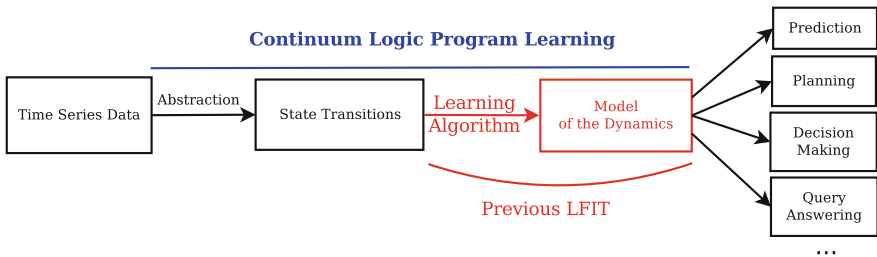 Continuum Logic Program Learning
Time Series Data
Abstraction
State Transitions
Learning
Algorithm
Model
of the Dynamics
Previous LFIT
Prediction
Planning
Decision
Making
Query
Answering
...